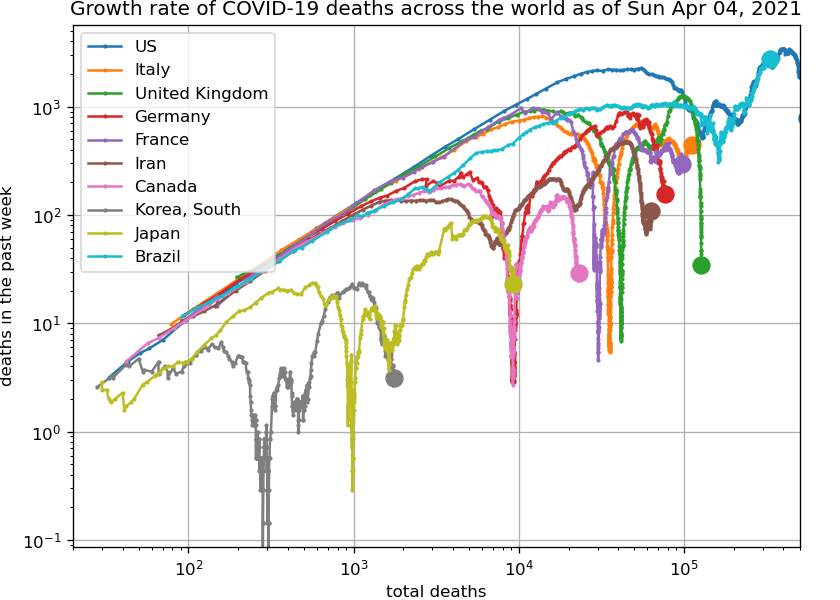 Growth rate of COVID-19 deaths across the world as of Sun Apr 04, 2021
US
Italy
United Kingdom
Germany
France
Iran
Canada
Korea, South
Japan
Brazil
deaths in the past week
10³
10²
10¹
10⁰
10⁻¹
10²
10³
10⁴
10⁵
total deaths